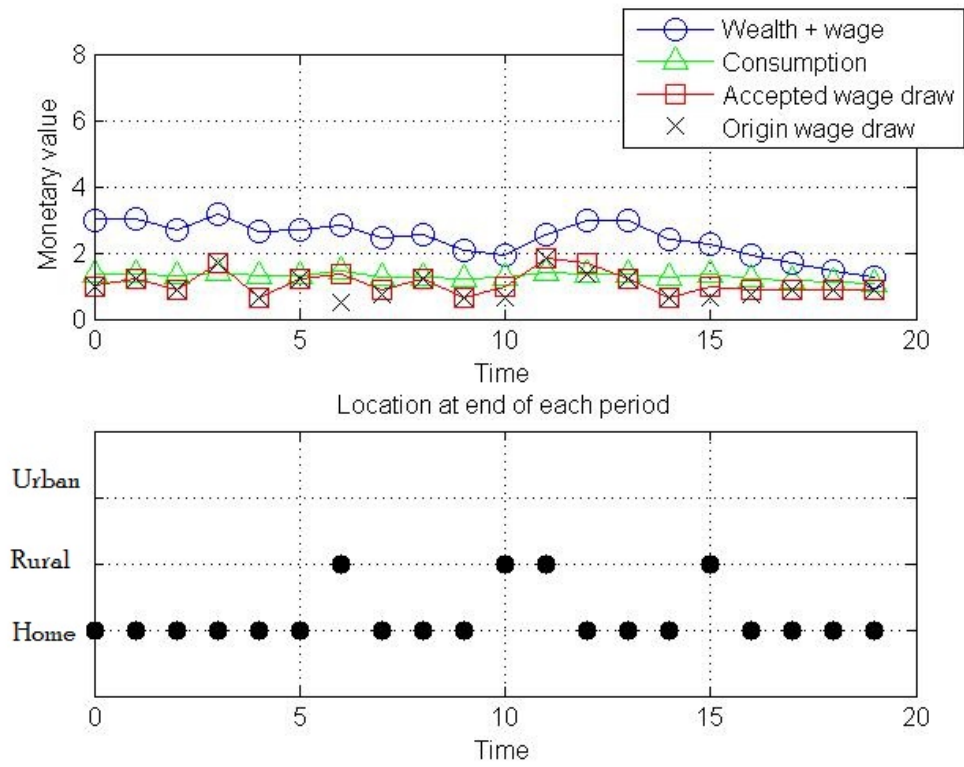 Wealth + wage
Consumption
Accepted wage draw
Origin wage draw
8
6
4
2
0
Monetary value
0 5 10 15 20
Time
Location at end of each period
Urban
Rural
Home
0 5 10 15 20
Time